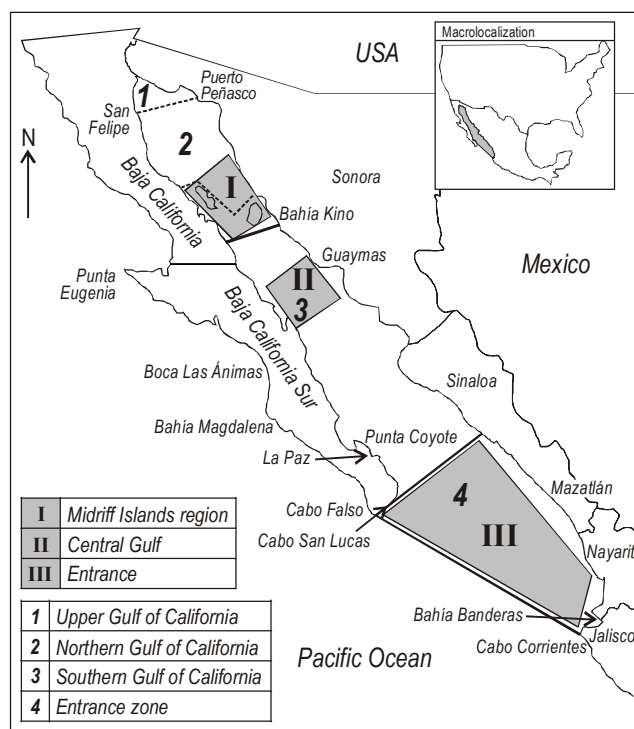 USA
Macrolocalization
1
Puerto
Peñasco
San
Felipe
2
N
I
Sonora
Baja California
Bahía Kino
Guaymas
Mexico
Punta
Eugenia
II
3
Baja California Sur
Boca Las Ánimas
Sinaloa
Bahía Magdalena
Punta Coyote
La Paz
Mazatlán
4
Cabo Falso
III
Cabo San Lucas
Nayarit
I Midriff Islands region
II Central Gulf
III Entrance
Bahía Banderas
Jalisco
Cabo Corrientes
Pacific Ocean
1 Upper Gulf of California
2 Northern Gulf of California
3 Southern Gulf of California
4 Entrance zone